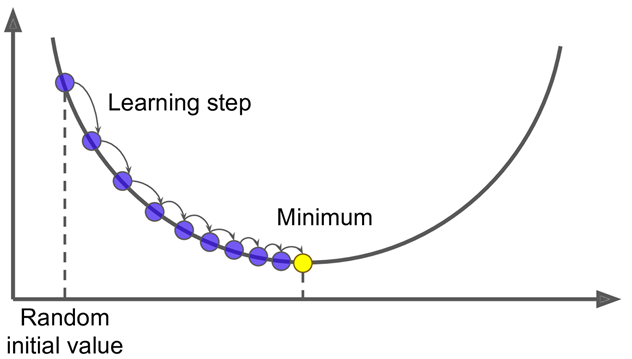 Learning step
Minimum
Random
initial value